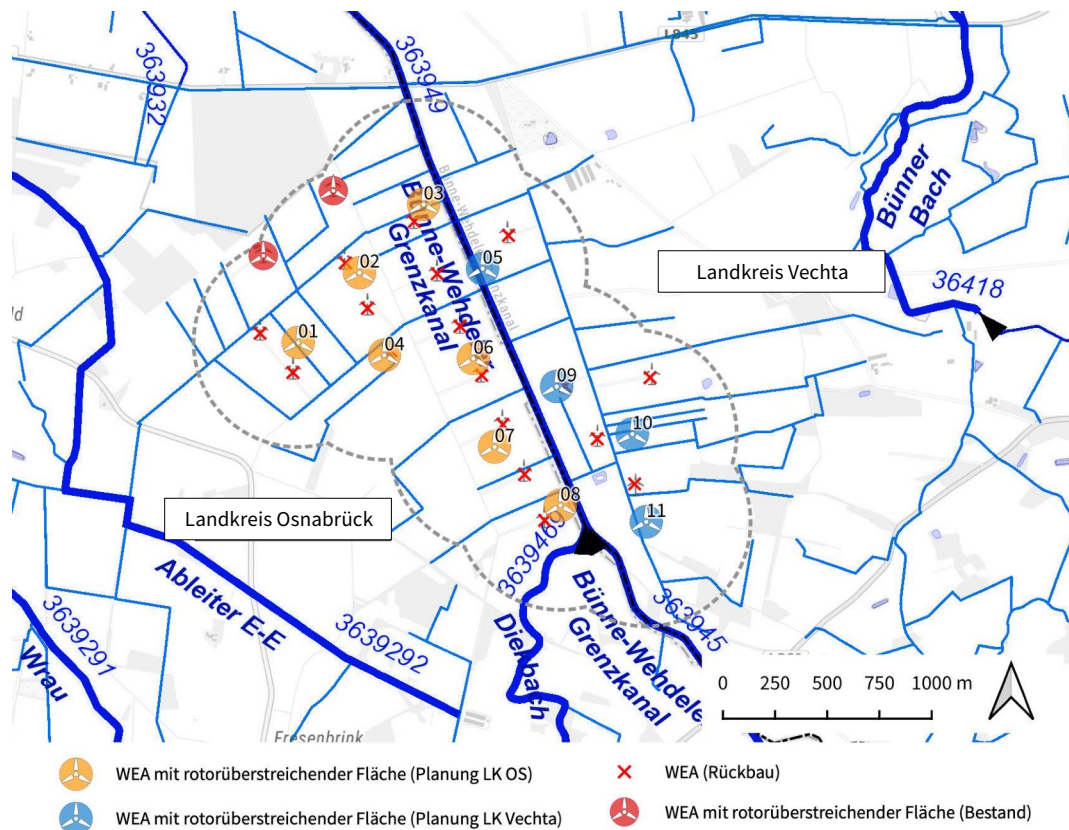 L845
363932
363949
Bünner
Bach
03
Bünne-Wehdeler
Grenzkanal
02
05
Landkreis Vechta
36418
01
04
06
09
10
07
08
11
Landkreis Osnabrück
3639469
Ableiter E-E
3639292
3639291
Wrau
Diekbach
363945
Bünne-Wehdele
Grenzkanal
Fresenbrink
0 250 500 750 1000 m
WEA mit rotorüberstreichender Fläche (Planung LK OS)
WEA (Rückbau)
WEA mit rotorüberstreichender Fläche (Planung LK Vechta)
WEA mit rotorüberstreichender Fläche (Bestand)